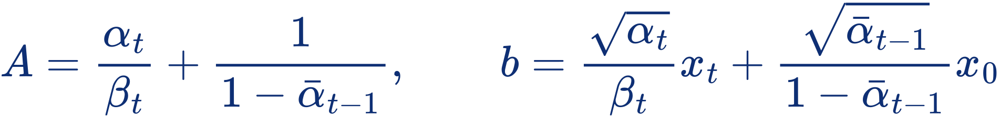 A = \frac{\alpha_t}{\beta_t} + \frac{1}{1 - \bar{\alpha}_{t-1}}, \qquad b = \frac{\sqrt{\alpha_t}}{\beta_t} x_t + \frac{\sqrt{\bar{\alpha}_{t-1}}}{1 - \bar{\alpha}_{t-1}} x_0